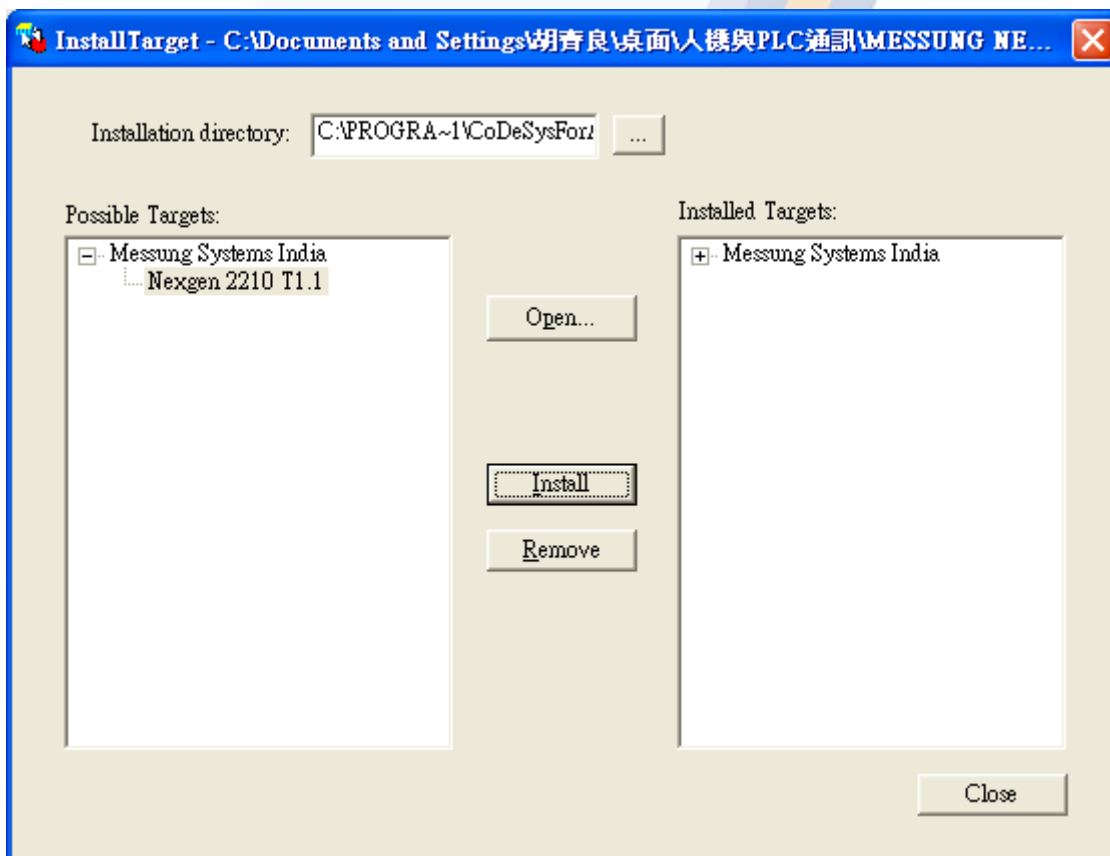 InstallTarget - C:\Documents and Settings\胡青良\桌面\人機與PLC通訊\MESSUNG NE...
Installation directory: C:\PROGRA~1\CoDeSysFor ...
Possible Targets:
Installed Targets:
Messung Systems India
Nexgen 2210 T1.1
Messung Systems India
Open...
Install
Remove
Close